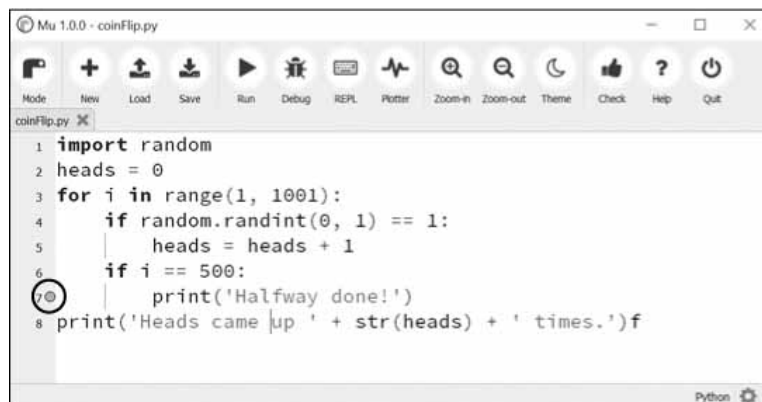 Mu 1.0.0 - coinFlip.py
Mode New Load Save Run Debug REPL Plotter Zoom-in Zoom-out Theme Check Help Quit
coinFlip.py
1 import random
2 heads = 0
3 for i in range(1, 1001):
4     if random.randint(0, 1) == 1:
5         heads = heads + 1
6     if i == 500:
7         print('Halfway done!')
8 print('Heads came up ' + str(heads) + ' times.')f
Python